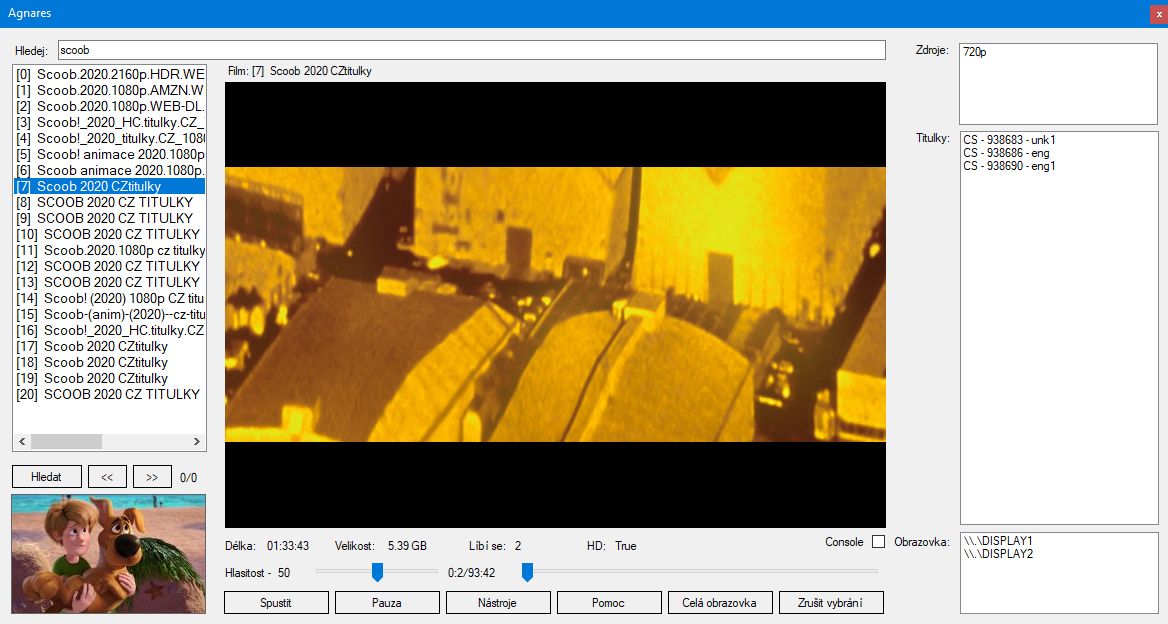 Agnares
x
Hledej: scoob
Zdroje: 720p
[0] Scoob.2020.2160p.HDR.WE
[1] Scoob.2020.1080p.AMZN.W
[2] Scoob.2020.1080p.WEB-DL.
[3] Scoob!_2020_HC.titulky.CZ_
[4] Scoob!_2020_titulky.CZ_108
[5] Scoob! animace 2020.1080p
[6] Scoob animace 2020.1080p.
[7] Scoob 2020 CZtitulky
[8] SCOOB 2020 CZ TITULKY
[9] SCOOB 2020 CZ TITULKY
[10] SCOOB 2020 CZ TITULKY
[11] Scoob.2020.1080p cz titulky
[12] SCOOB 2020 CZ TITULKY
[13] SCOOB 2020 CZ TITULKY
[14] Scoob! (2020) 1080p CZ titu
[15] Scoob-(anim)-(2020)--cz-titu
[16] Scoob!_2020_HC.titulky.CZ
[17] Scoob 2020 CZtitulky
[18] Scoob 2020 CZtitulky
[19] Scoob 2020 CZtitulky
[20] SCOOB 2020 CZ TITULKY
Hledat << >> 0/0
Film: [7] Scoob 2020 CZtitulky
Titulky: CS - 938683 - unk1
CS - 938686 - eng
CS - 938690 - eng1
Délka: 01:33:43 Velikost: 5.39 GB Líbí se: 2 HD: True
Console
Obrazovka: \\.\DISPLAY1
\\.\DISPLAY2
Hlasitost - 50 0:2/93:42
Spustit Pauza Nástroje Pomoc Celá obrazovka Zrušit vybrání